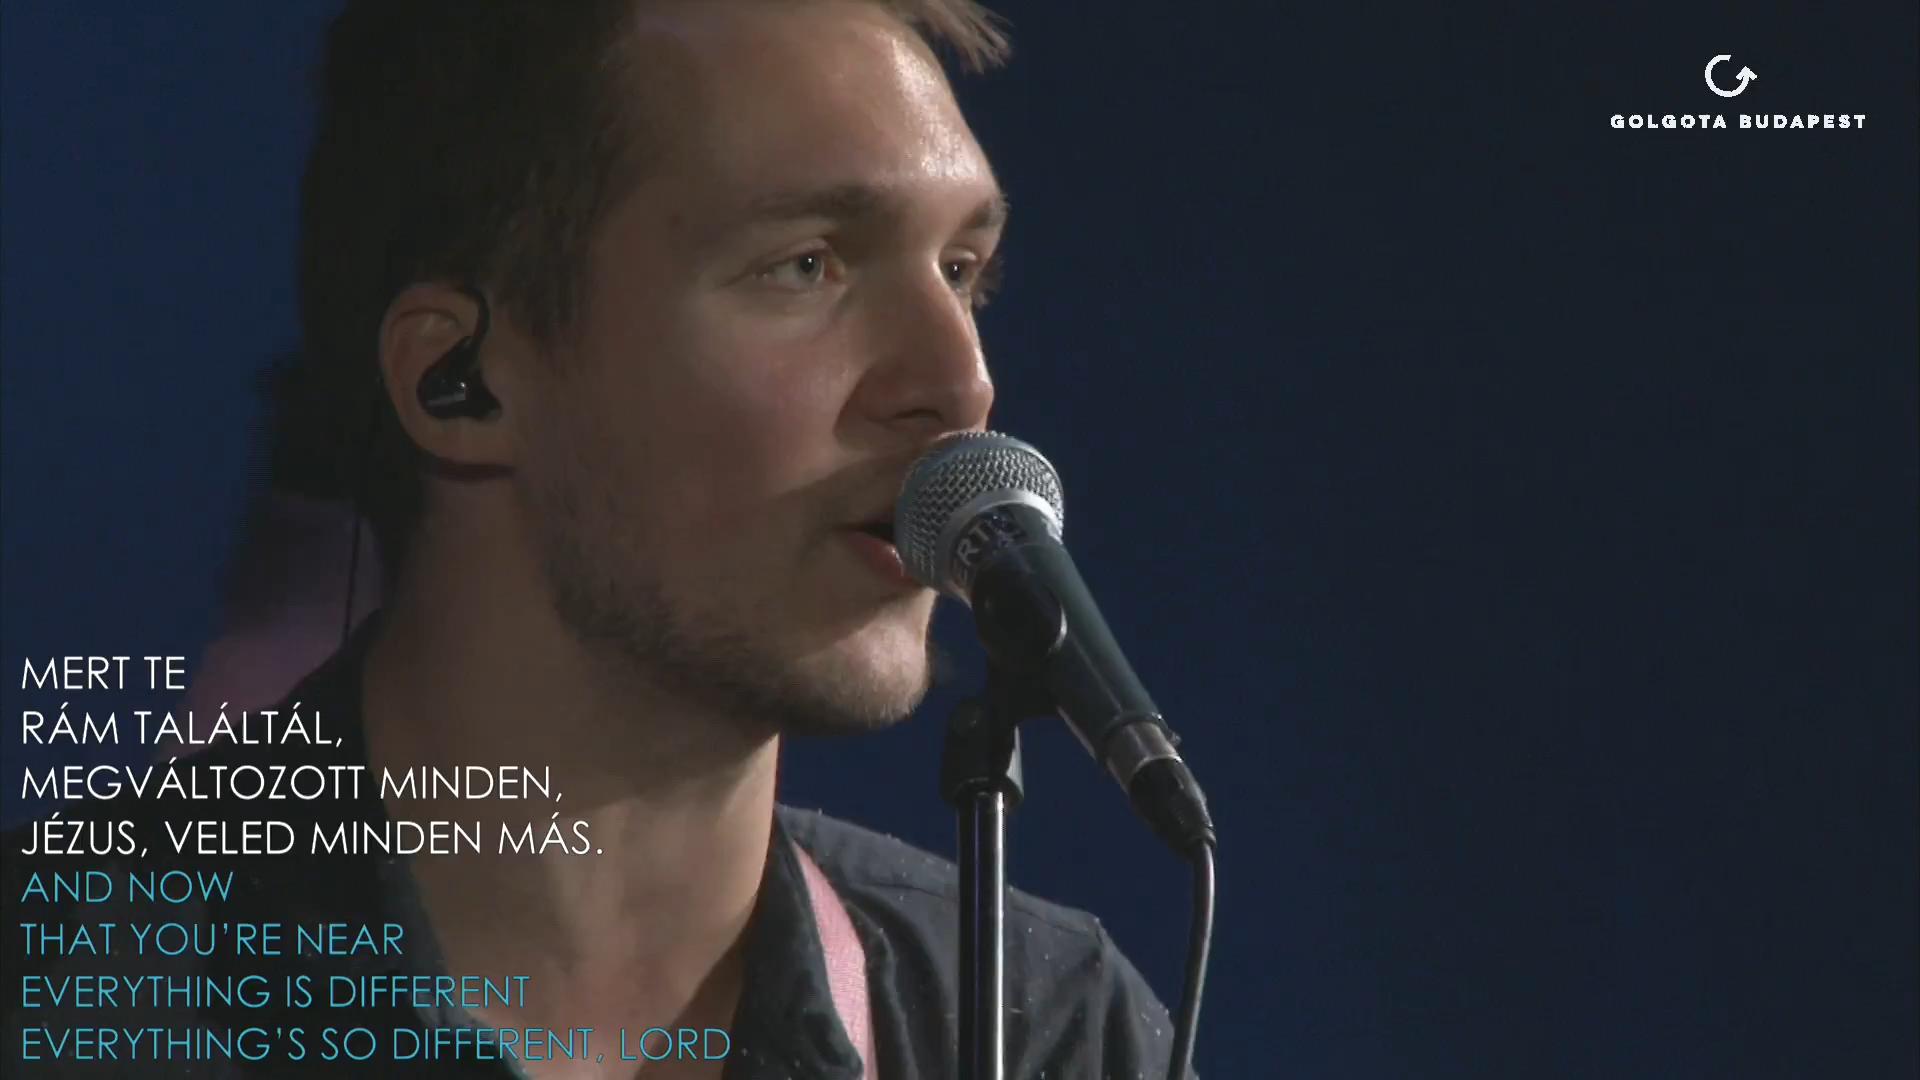 GOLGOTA BUDAPEST
MERT TE
RÁM TALÁLTÁL,
MEGVÁLTOZOTT MINDEN,
JÉZUS, VELED MINDEN MÁS.
AND NOW
THAT YOU'RE NEAR
EVERYTHING IS DIFFERENT
EVERYTHING'S SO DIFFERENT, LORD